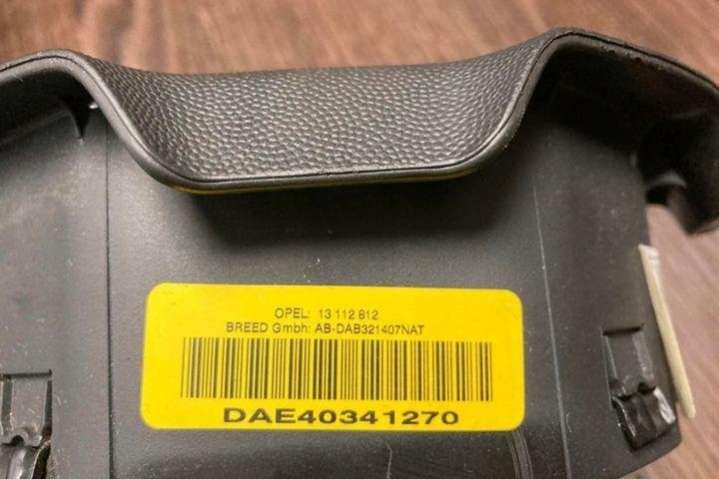 OPEL: 13 112 812
BREED Gmbh: AB-DAB321407NAT
DAE40341270